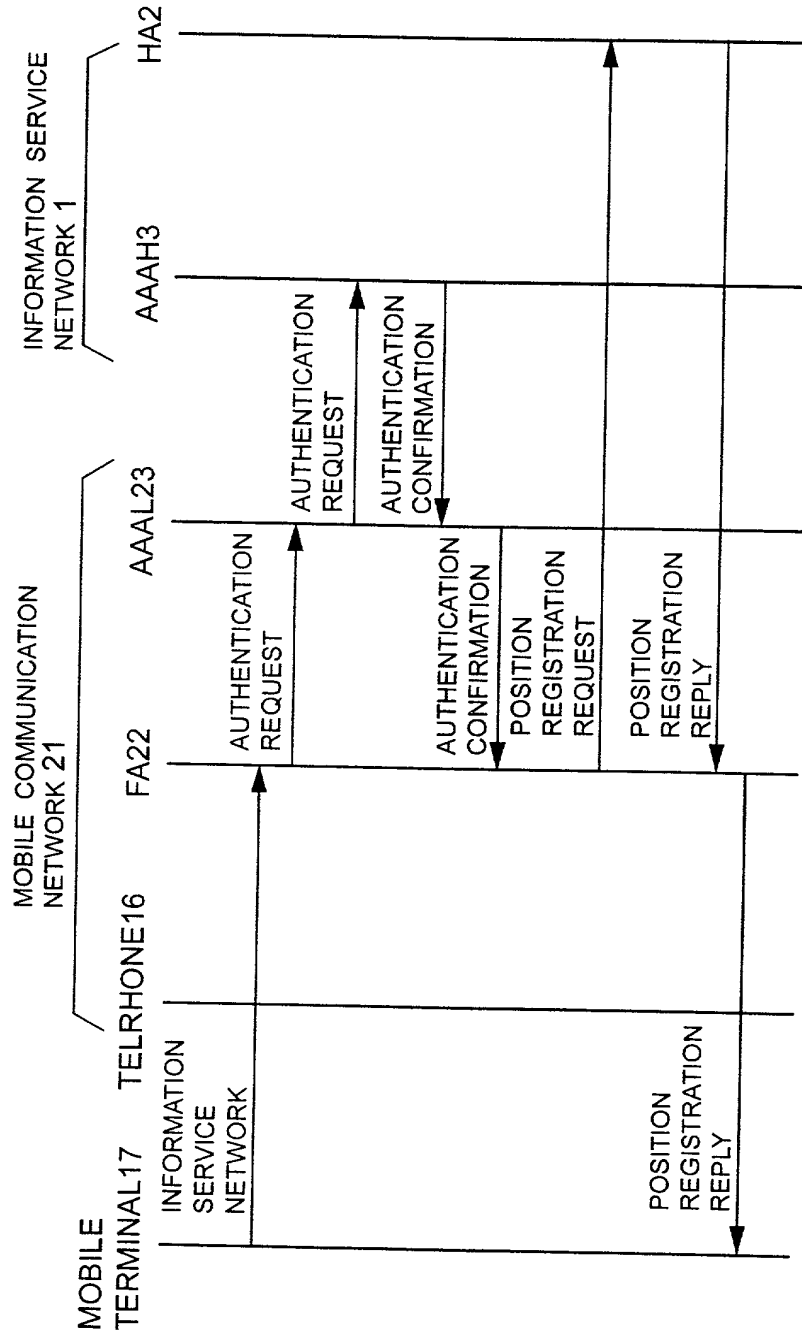 MOBILE COMMUNICATION
NETWORK 21
INFORMATION SERVICE
NETWORK 1
MOBILE
TERMINAL17
TELRHONE16
FA22
AAAL23
AAAH3
HA2
INFORMATION
SERVICE
NETWORK
AUTHENTICATION
REQUEST
AUTHENTICATION
REQUEST
AUTHENTICATION
CONFIRMATION
AUTHENTICATION
CONFIRMATION
POSITION
REGISTRATION
REQUEST
POSITION
REGISTRATION
REPLY
POSITION
REGISTRATION
REPLY